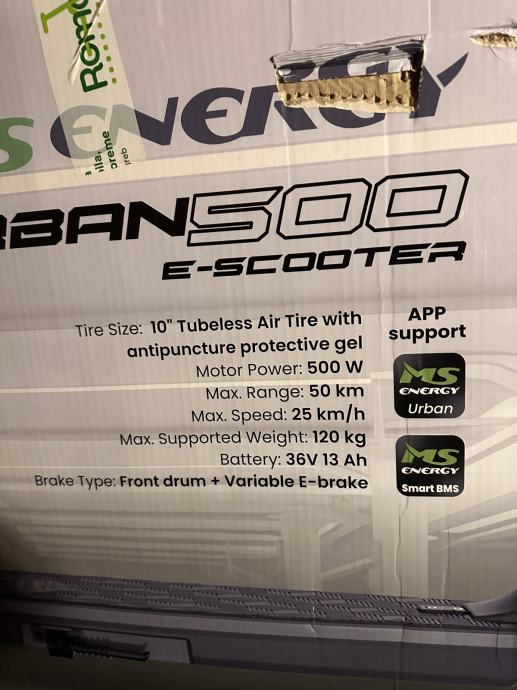 Romo
S ENERGY
RBAN500
E-SCOOTER
Tire Size: 10" Tubeless Air Tire with
antipuncture protective gel
Motor Power: 500 W
Max. Range: 50 km
Max. Speed: 25 km/h
Max. Supported Weight: 120 kg
Battery: 36V 13 Ah
Brake Type: Front drum + Variable E-brake
APP
support
MS
ENERGY
Urban
MS
ENERGY
Smart BMS